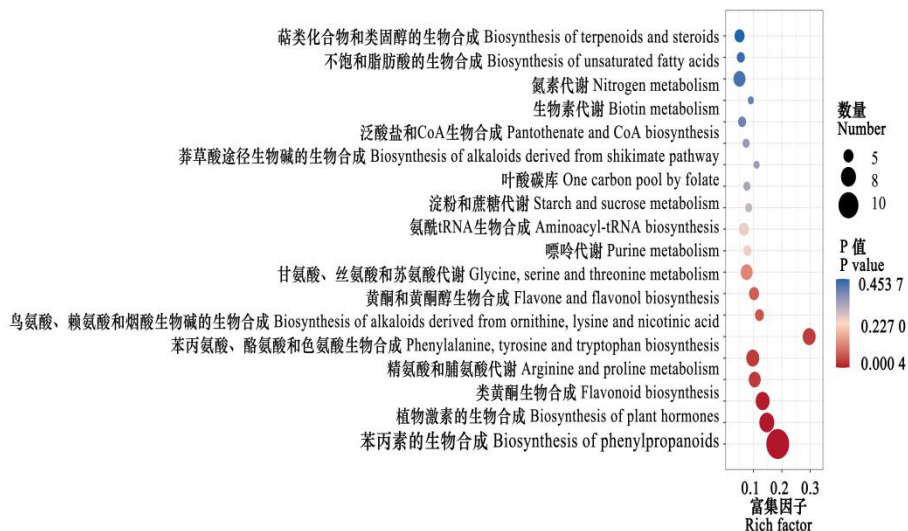 萜类化合物和类固醇的生物合成 Biosynthesis of terpenoids and steroids
不饱和脂肪酸的生物合成 Biosynthesis of unsaturated fatty acids
氮素代谢 Nitrogen metabolism
生物素代谢 Biotin metabolism
泛酸盐和CoA生物合成 Pantothenate and CoA biosynthesis
莽草酸途径生物碱的生物合成 Biosynthesis of alkaloids derived from shikimate pathway
叶酸碳库 One carbon pool by folate
淀粉和蔗糖代谢 Starch and sucrose metabolism
氨酰tRNA生物合成 Aminoacyl-tRNA biosynthesis
嘌呤代谢 Purine metabolism
甘氨酸、丝氨酸和苏氨酸代谢 Glycine, serine and threonine metabolism
黄酮和黄酮醇生物合成 Flavone and flavonol biosynthesis
鸟氨酸、赖氨酸和烟酸生物碱的生物合成 Biosynthesis of alkaloids derived from ornithine, lysine and nicotinic acid
苯丙氨酸、酪氨酸和色氨酸生物合成 Phenylalanine, tyrosine and tryptophan biosynthesis
精氨酸和脯氨酸代谢 Arginine and proline metabolism
类黄酮生物合成 Flavonoid biosynthesis
植物激素的生物合成 Biosynthesis of plant hormones
苯丙素的生物合成 Biosynthesis of phenylpropanoids
0.1 0.2 0.3
富集因子
Rich factor
数量
Number
5
8
10
P 值
P value
0.453 7
0.227 0
0.000 4